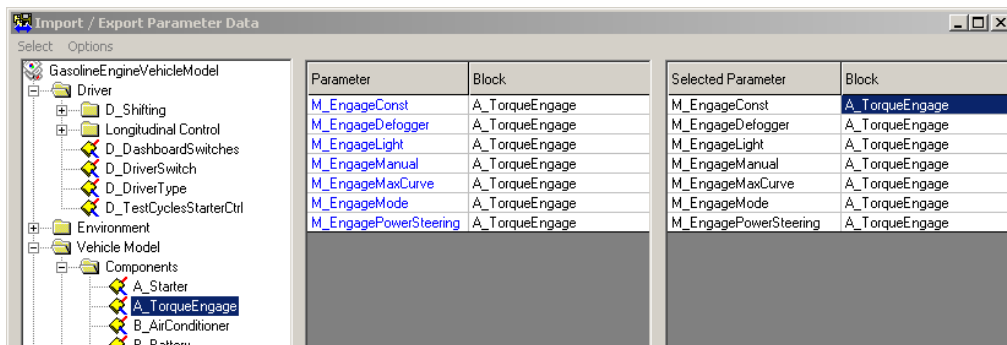 Import / Export Parameter Data
Select Options
GasolineEngineVehicleModel
Driver
D_Shifting
Longitudinal Control
D_DashboardSwitches
D_DriverSwitch
D_DriverType
D_TestCyclesStarterCtrl
Environment
Vehicle Model
Components
A_Starter
A_TorqueEngage
B_AirConditioner
B_Battery
Parameter Block
M_EngageConst A_TorqueEngage
M_EngageDefogger A_TorqueEngage
M_EngageLight A_TorqueEngage
M_EngageManual A_TorqueEngage
M_EngageMaxCurve A_TorqueEngage
M_EngageMode A_TorqueEngage
M_EngagePowerSteering A_TorqueEngage
Selected Parameter Block
M_EngageConst A_TorqueEngage
M_EngageDefogger A_TorqueEngage
M_EngageLight A_TorqueEngage
M_EngageManual A_TorqueEngage
M_EngageMaxCurve A_TorqueEngage
M_EngageMode A_TorqueEngage
M_EngagePowerSteering A_TorqueEngage